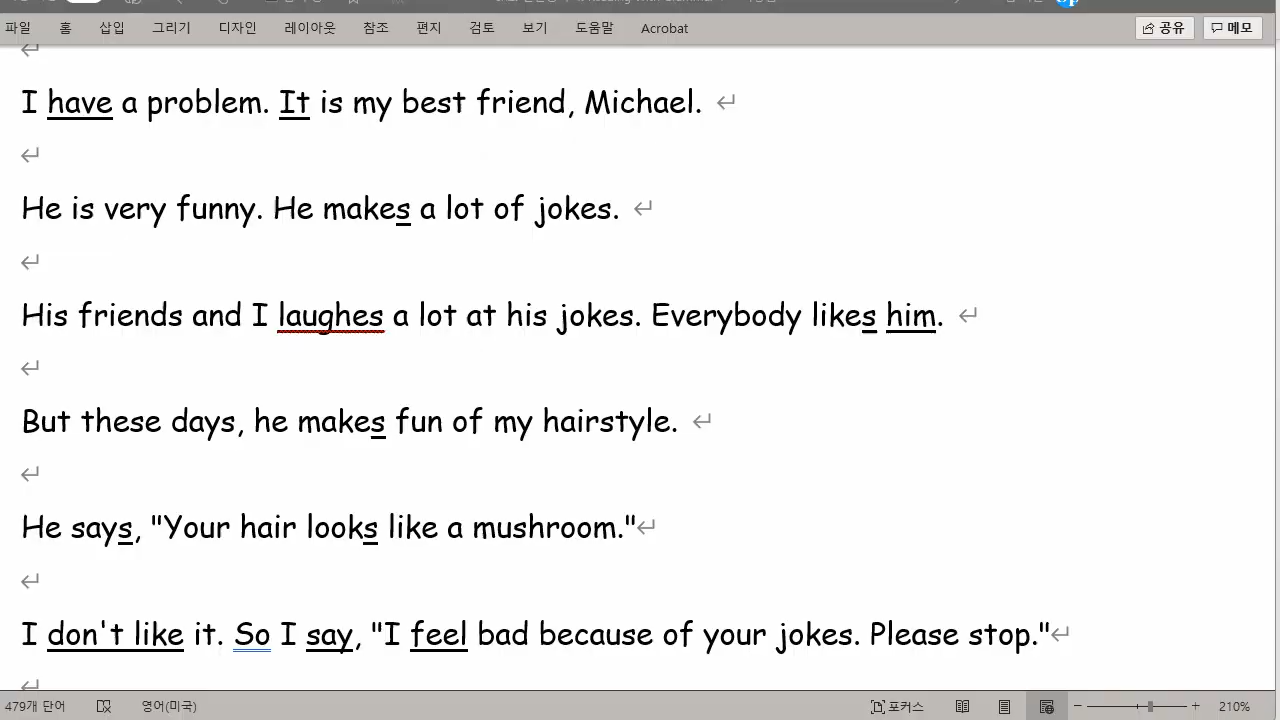 파일 홈 삽입 그리기 디자인 레이아웃 참조 편지 검토 보기 도움말 Acrobat 공유 메모
I have a problem. It is my best friend, Michael.
He is very funny. He makes a lot of jokes.
His friends and I laughes a lot at his jokes. Everybody likes him.
But these days, he makes fun of my hairstyle.
He says, "Your hair looks like a mushroom."
I don't like it. So I say, "I feel bad because of your jokes. Please stop."
479개 단어 영어(미국) 포커스 210%